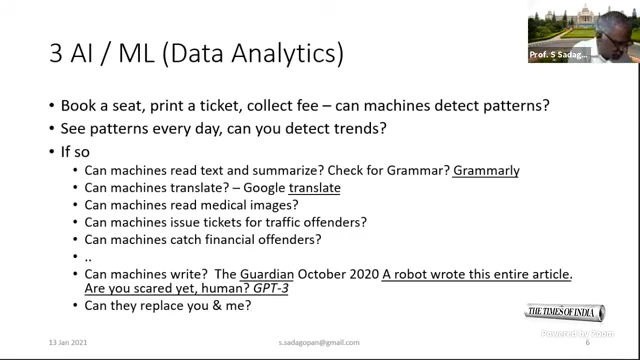 3 AI / ML (Data Analytics)
Prof. S Sadag...
• Book a seat, print a ticket, collect fee – can machines detect patterns?
• See patterns every day, can you detect trends?
• If so
• Can machines read text and summarize? Check for Grammar? Grammarly
• Can machines translate? – Google translate
• Can machines read medical images?
• Can machines issue tickets for traffic offenders?
• Can machines catch financial offenders?
• ..
• Can machines write? The Guardian October 2020 A robot wrote this entire article.
Are you scared yet, human? GPT-3
• Can they replace you & me?
THE TIMES OF INDIA
Powered by Zoom
13 Jan 2021
s.sadagopan@gmail.com
6